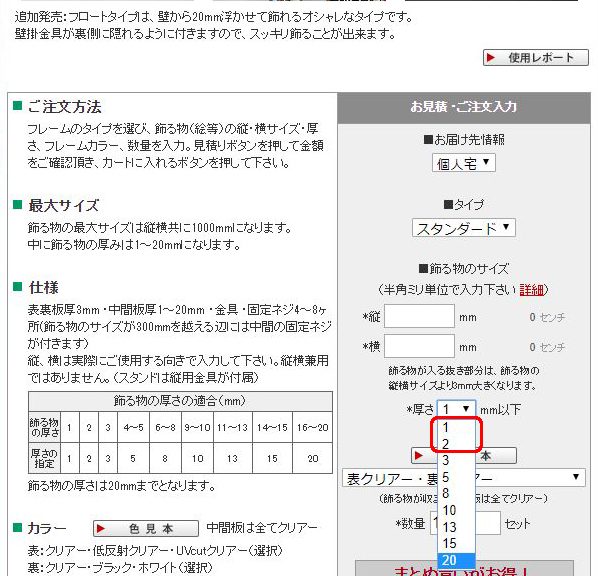 追加発売：フロートタイプは、壁から20mm浮かせて飾れるオシャレなタイプです。
壁掛金具が裏側に隠れるように付きますので、スッキリ飾ることが出来ます。
使用レポート
ご注文方法
フレームのタイプを選び、飾る物(絵等)の縦・横サイズ・厚
さ、フレームカラー、数量を入力。見積りボタンを押して金額
をご確認頂き、カートに入れるボタンを押して下さい。
最大サイズ
飾る物の最大サイズは縦横共に1000mmになります。
中に飾る物の厚みは1～20mmになります。
仕様
表裏板厚3mm・中間板厚1～20mm・金具・固定ネジ4～8ヶ
所(飾る物のサイズが300mmを越える辺には中間の固定ネジ
が付きます)
縦、横は実際にご使用する向きで入力して下さい。縦横兼用
ではありません。(スタンドは縦用金具が付属)
飾る物の厚さの適合(mm)
飾る物の厚さ 1 2 3 4～5 6～8 9～10 11～13 14～15 16～20
厚さの指定 1 2 3 5 8 10 13 15 20
飾る物の厚さは20mmまでとなります。
カラー 色見本 中間板は全てクリアー
表：クリアー・低反射クリアー・UVcutクリアー(選択)
裏：クリアー・ブラック・ホワイト(選択)
お見積・ご注文入力
■お届け先情報
個人宅
■タイプ
スタンダード
■飾る物のサイズ
(半角ミリ単位で入力下さい 詳細)
*縦 mm 0 センチ
*横 mm 0 センチ
飾る物が入る抜き部分は、飾る物の
縦横サイズより3mm大きくなります。
*厚さ 1 mm以下
1
2
3
5
8
10
13
15
20
本
表クリアー・裏 アー
(飾る物が収 板は全てクリアー)
*数量 1 セット
まとめ買いがお得！